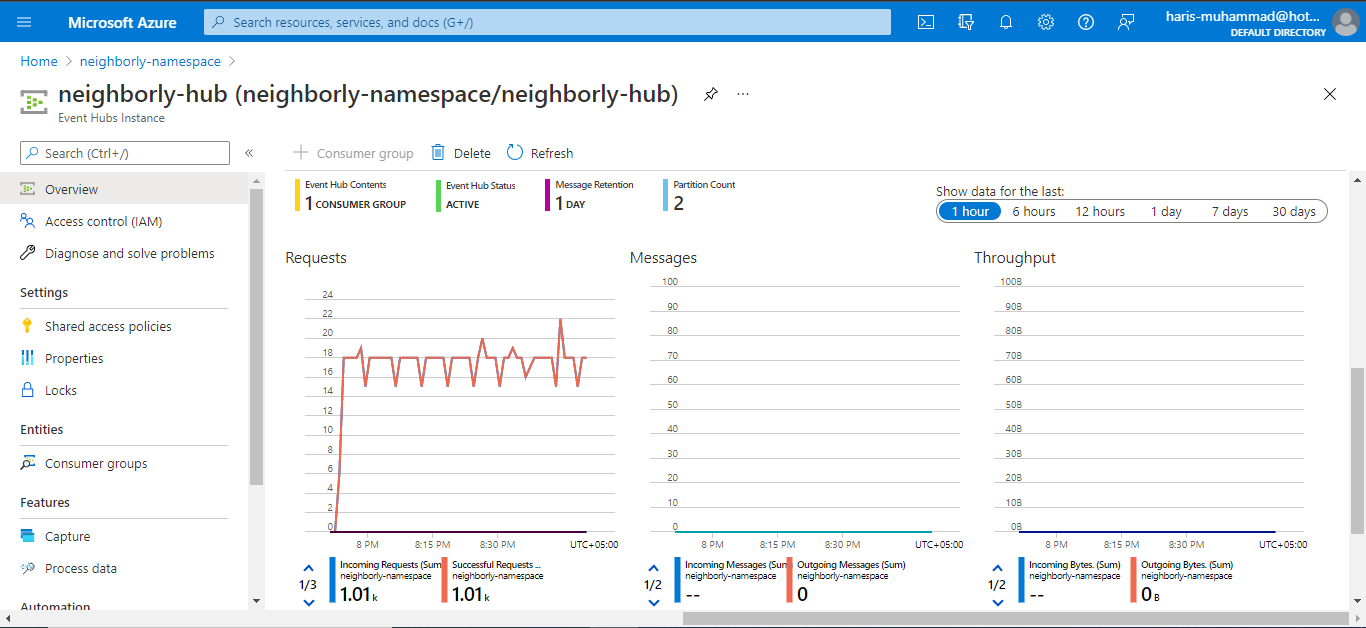 Microsoft Azure
Search resources, services, and docs (G+/)
haris-muhammad@hot...
DEFAULT DIRECTORY
Home > neighborly-namespace >
neighborly-hub (neighborly-namespace/neighborly-hub)
...
Event Hubs Instance
Search (Ctrl+/)
«
Overview
Access control (IAM)
Diagnose and solve problems
Settings
Shared access policies
Properties
Locks
Entities
Consumer groups
Features
Capture
Process data
Automation
Consumer group
Delete
Refresh
Event Hub Contents
1 CONSUMER GROUP
Event Hub Status
ACTIVE
Message Retention
1 DAY
Partition Count
2
Show data for the last:
1 hour 6 hours 12 hours 1 day 7 days 30 days
Requests
24
22
20
18
16
14
12
10
8
6
4
2
0
8 PM 8:15 PM 8:30 PM UTC+05:00
1/3
Incoming Requests (Sum)
neighborly-namespace
1.01 k
Successful Requests ...
neighborly-namespace
1.01 k
Messages
100
90
80
70
60
50
40
30
20
10
0
8 PM 8:15 PM 8:30 PM UTC+05:00
1/2
Incoming Messages (Sum)
neighborly-namespace
--
Outgoing Messages (Sum)
neighborly-namespace
0
Throughput
100B
90B
80B
70B
60B
50B
40B
30B
20B
10B
0B
8 PM 8:15 PM 8:30 PM UTC+05:00
1/2
Incoming Bytes. (Sum)
neighborly-namespace
--
Outgoing Bytes. (Sum)
neighborly-namespace
0 B